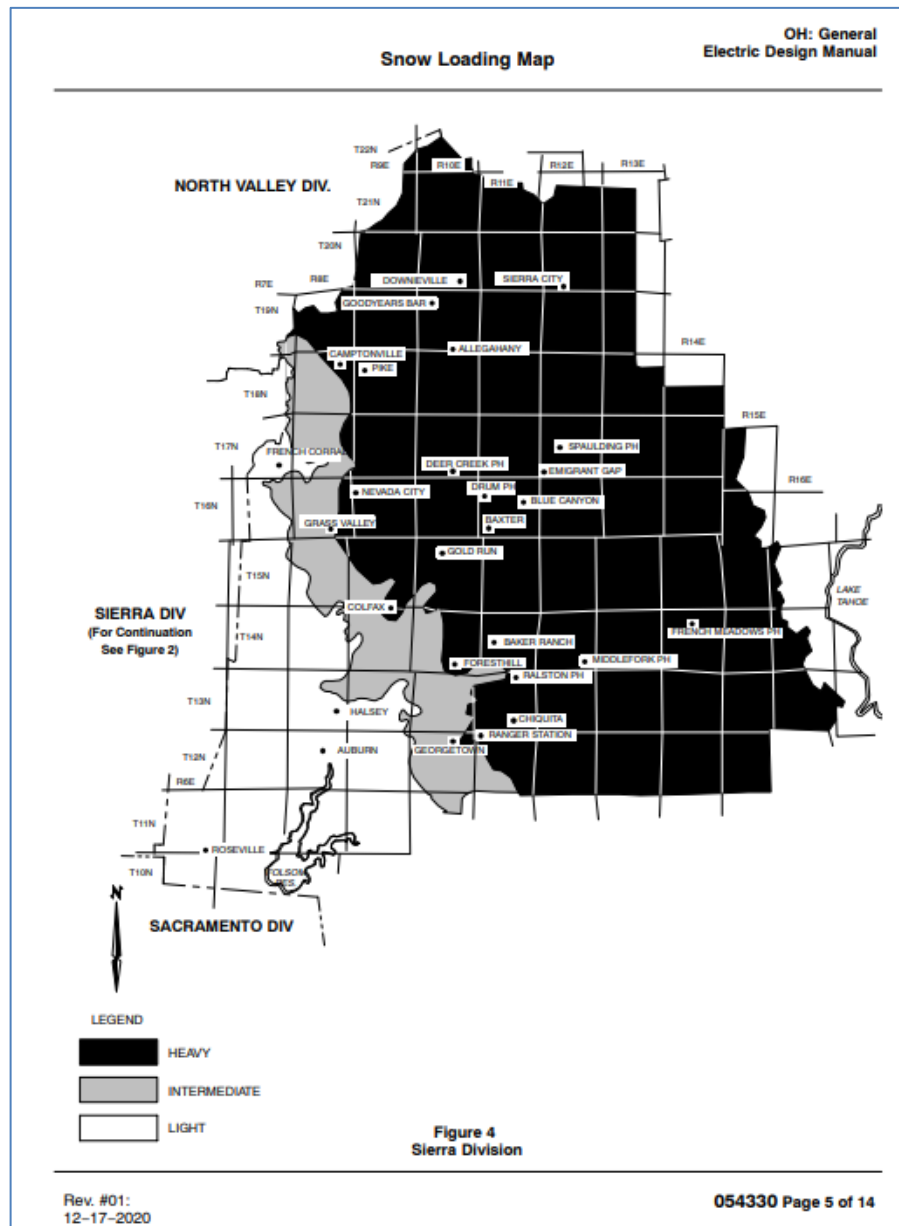 OH: General
Snow Loading Map
Electric Design Manual
T22N
R9E
R10E
R12E
R13E
R11E
NORTH VALLEY DIV.
T21N
T20N
R7E
R8E
DOWNIEVILLE
SIERRA CITY
T19N
GOODYEARS BAR
R14E
CAMPTONVILLE
ALLEGAHANY
PIKE
T18N
R15E
T17N
FRENCH CORRAL
SPAULDING PH
DEER CREEK PH
EMIGRANT GAP
R16E
NEVADA CITY
DRUM PH
T16N
BLUE CANYON
GRASS VALLEY
BAXTER
GOLD RUN
T15N
LAKE
TAHOE
SIERRA DIV
(For Continuation
See Figure 2)
COLFAX
T14N
FRENCH MEADOWS PH
BAKER RANCH
FORESTHILL
MIDDLEFORK PH
RALSTON PH
T13N
HALSEY
CHIQUITA
RANGER STATION
T12N
AUBURN
GEORGETOWN
R6E
T11N
ROSEVILLE
T10N
FOLSOM
RES.
N
SACRAMENTO DIV
LEGEND
HEAVY
INTERMEDIATE
LIGHT
Figure 4
Sierra Division
Rev. #01:
12–17–2020
054330 Page 5 of 14